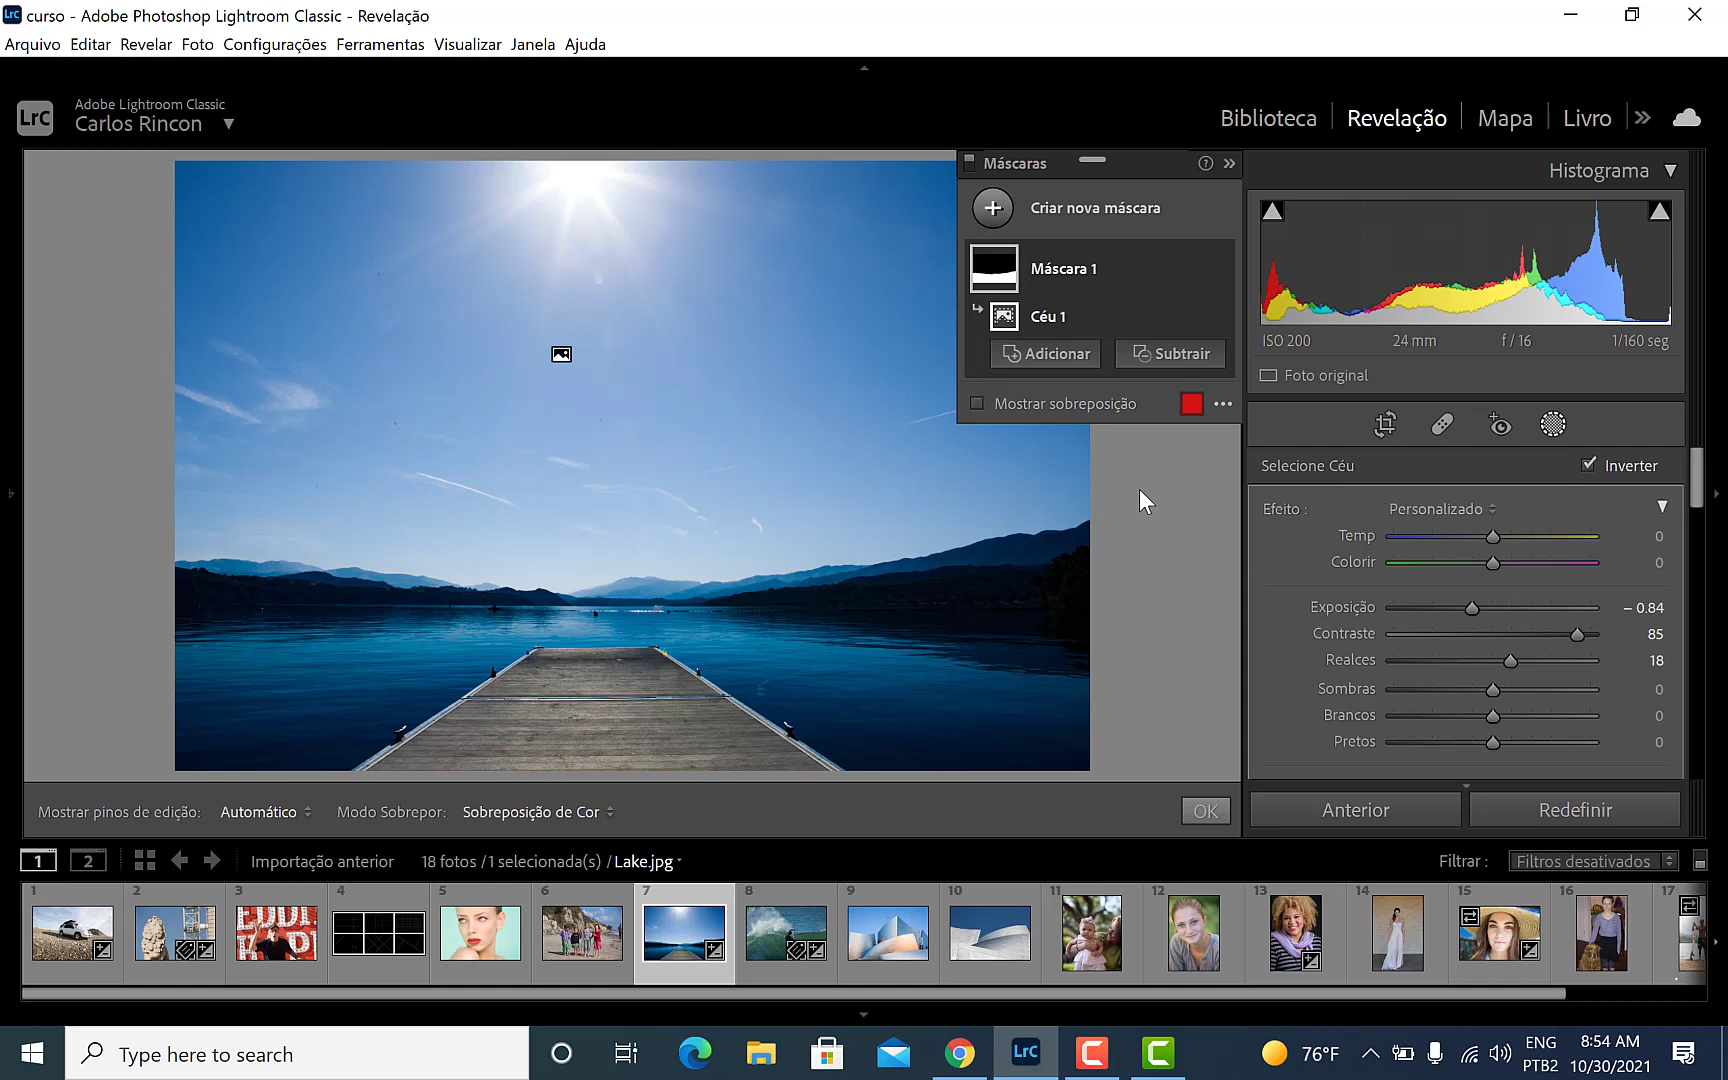 Lrc curso - Adobe Photoshop Lightroom Classic - Revelação
Arquivo Editar Revelar Foto Configurações Ferramentas Visualizar Janela Ajuda
LrC
Adobe Lightroom Classic
Carlos Rincon
Biblioteca Revelação Mapa Livro
Máscaras
Criar nova máscara
Máscara 1
Céu 1
Adicionar Subtrair
Mostrar sobreposição
Histograma
ISO 200 24 mm f / 16 1/160 seg
Foto original
Selecione Céu Inverter
Efeito : Personalizado
Temp 0
Colorir 0
Exposição – 0.84
Contraste 85
Realces 18
Sombras 0
Brancos 0
Pretos 0
Mostrar pinos de edição: Automático Modo Sobrepor: Sobreposição de Cor OK
Anterior Redefinir
1 2 Importação anterior 18 fotos /1 selecionada(s) /Lake.jpg
Filtrar : Filtros desativados
1 2 3 4 5 6 7 8 9 10 11 12 13 14 15 16 17
Type here to search
LrC
76°F
ENG
PTB2
8:54 AM
10/30/2021